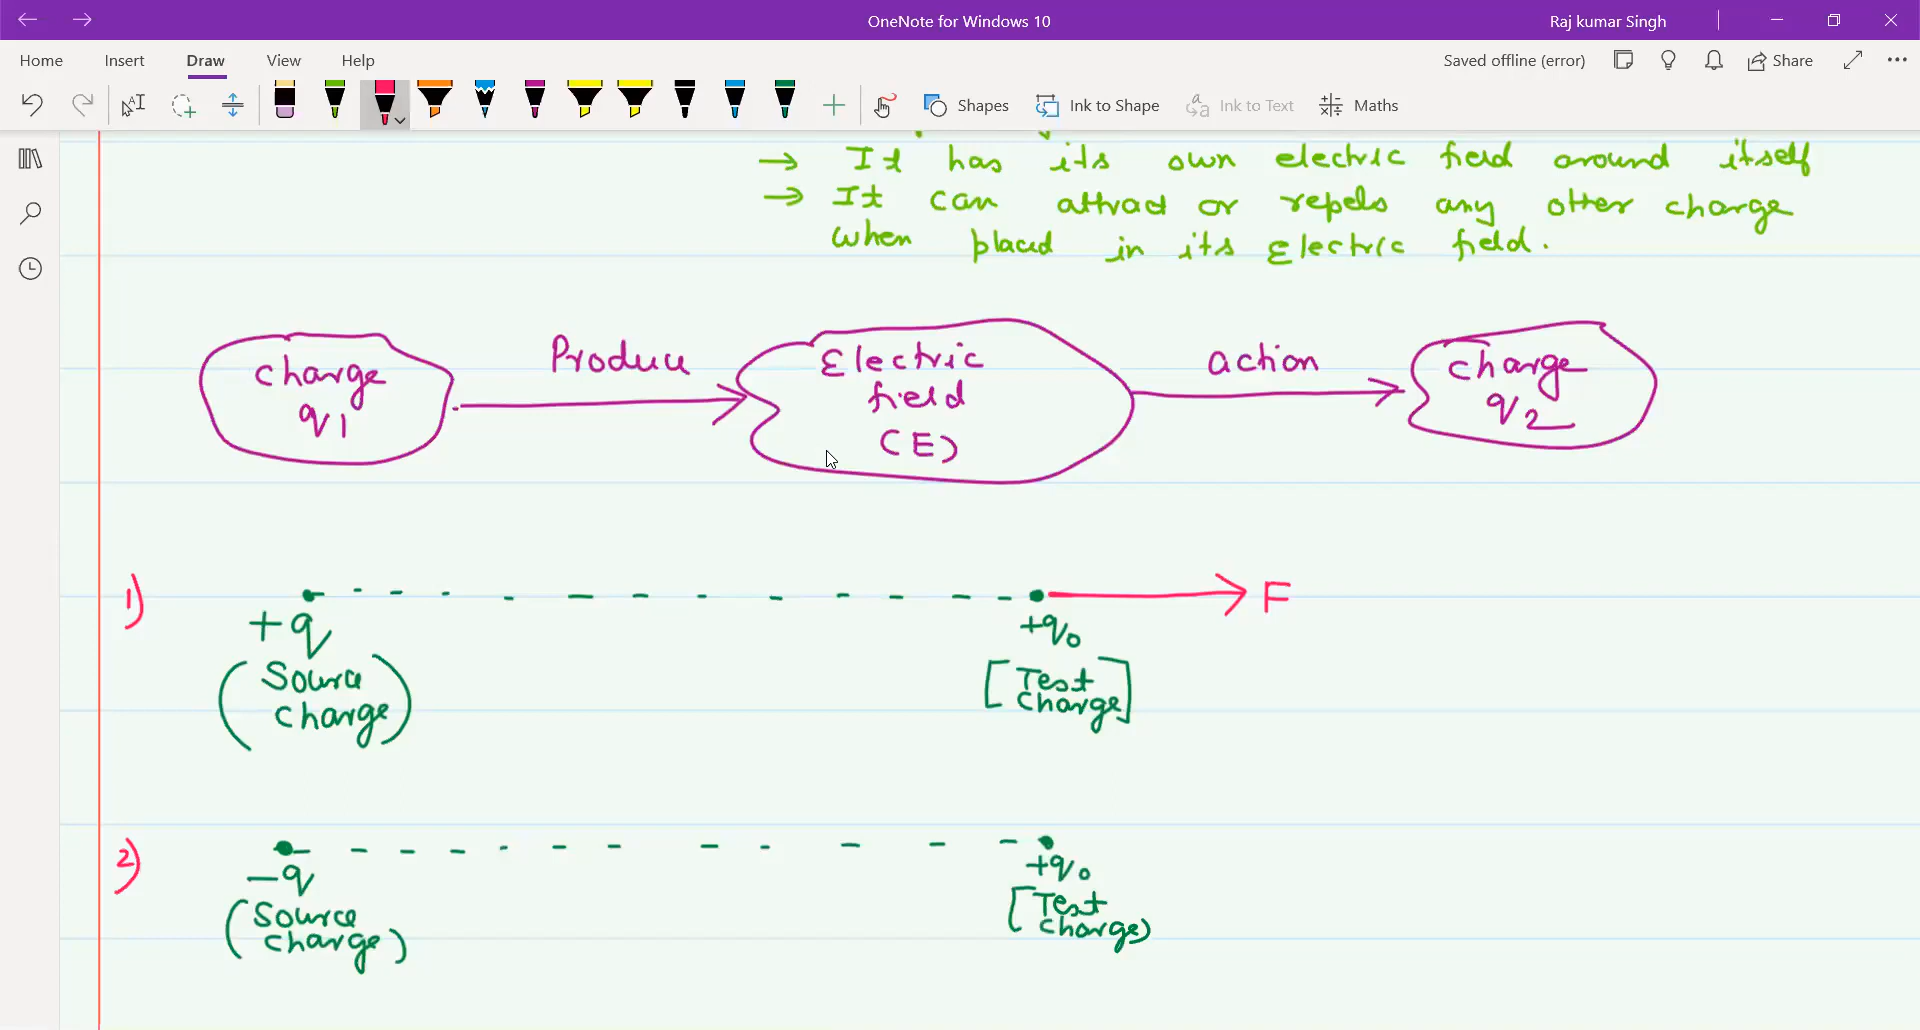 OneNote for Windows 10
Raj kumar Singh
Home Insert Draw View Help
Saved offline (error)
Share
Shapes
Ink to Shape
Ink to Text
Maths
→ It has its own electric field around itself
→ It can attract or repels any other charge
when placed in its Electric field.
Charge
q1
Produce
Electric
field
(E)
action
Charge
q2
1)
+q
(Source
charge)
+q0
[Test
Charge]
F
2)
-q
(Source
charge)
+q0
[Test
Charge)